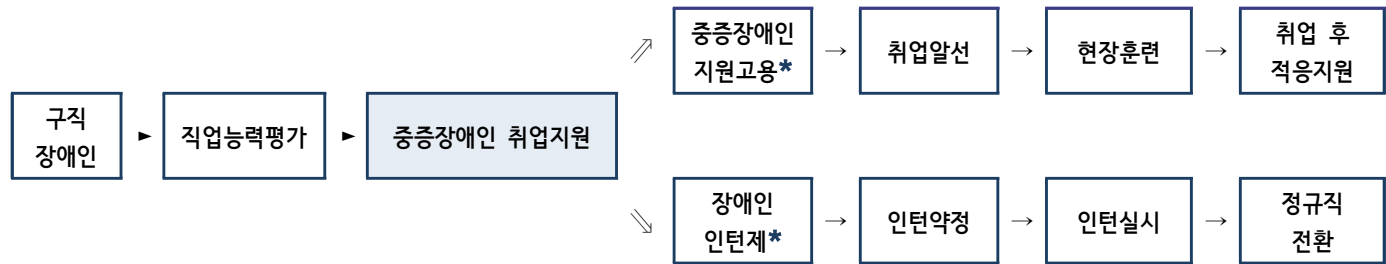 구직
장애인
►
직업능력평가
►
중증장애인 취업지원
⇗
중증장애인
지원고용*
→
취업알선
→
현장훈련
→
취업 후
적응지원
⇘
장애인
인턴제*
→
인턴약정
→
인턴실시
→
정규직
전환